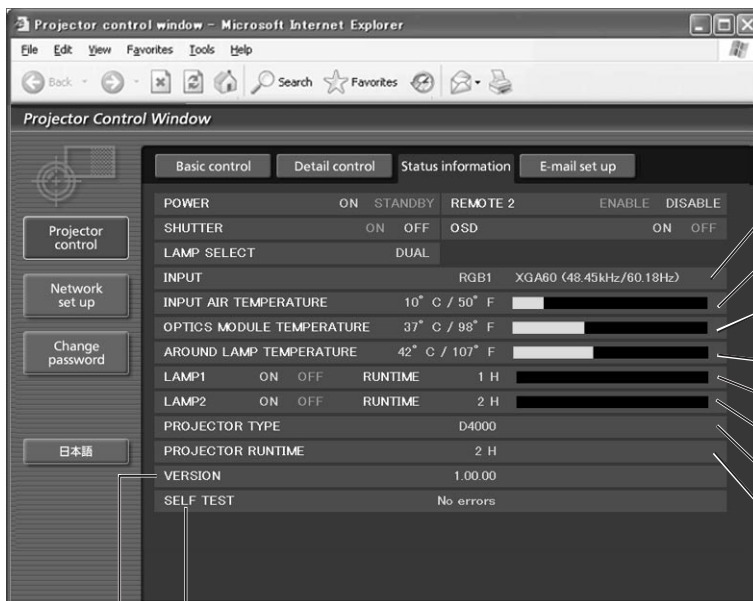 Projector control window - Microsoft Internet Explorer
File Edit View Favorites Tools Help
Back Search Favorites
Projector Control Window
Basic control Detail control Status information E-mail set up
POWER ON STANDBY REMOTE 2 ENABLE DISABLE
Projector control
SHUTTER ON OFF OSD ON OFF
LAMP SELECT DUAL
INPUT RGB1 XGA60 (48.45kHz/60.18Hz)
Network set up
INPUT AIR TEMPERATURE 10° C / 50° F
OPTICS MODULE TEMPERATURE 37° C / 98° F
Change password
AROUND LAMP TEMPERATURE 42° C / 107° F
LAMP1 ON OFF RUNTIME 1 H
LAMP2 ON OFF RUNTIME 2 H
PROJECTOR TYPE D4000
日本語
PROJECTOR RUNTIME 2 H
VERSION 1.00.00
SELF TEST No errors